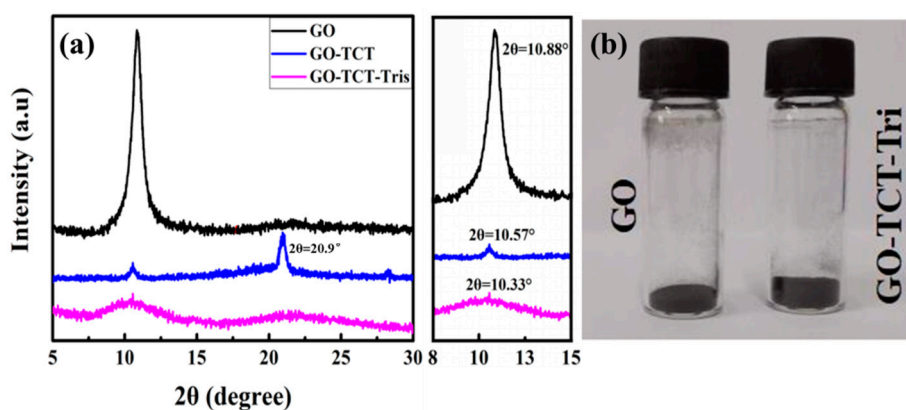 (a)
GO
GO-TCT
GO-TCT-Tris
2θ=20.9°
Intensity (a.u)
5 10 15 20 25 30
2θ (degree)
2θ=10.88°
2θ=10.57°
2θ=10.33°
8 10 13 15
(b)
GO
GO-TCT-Tri